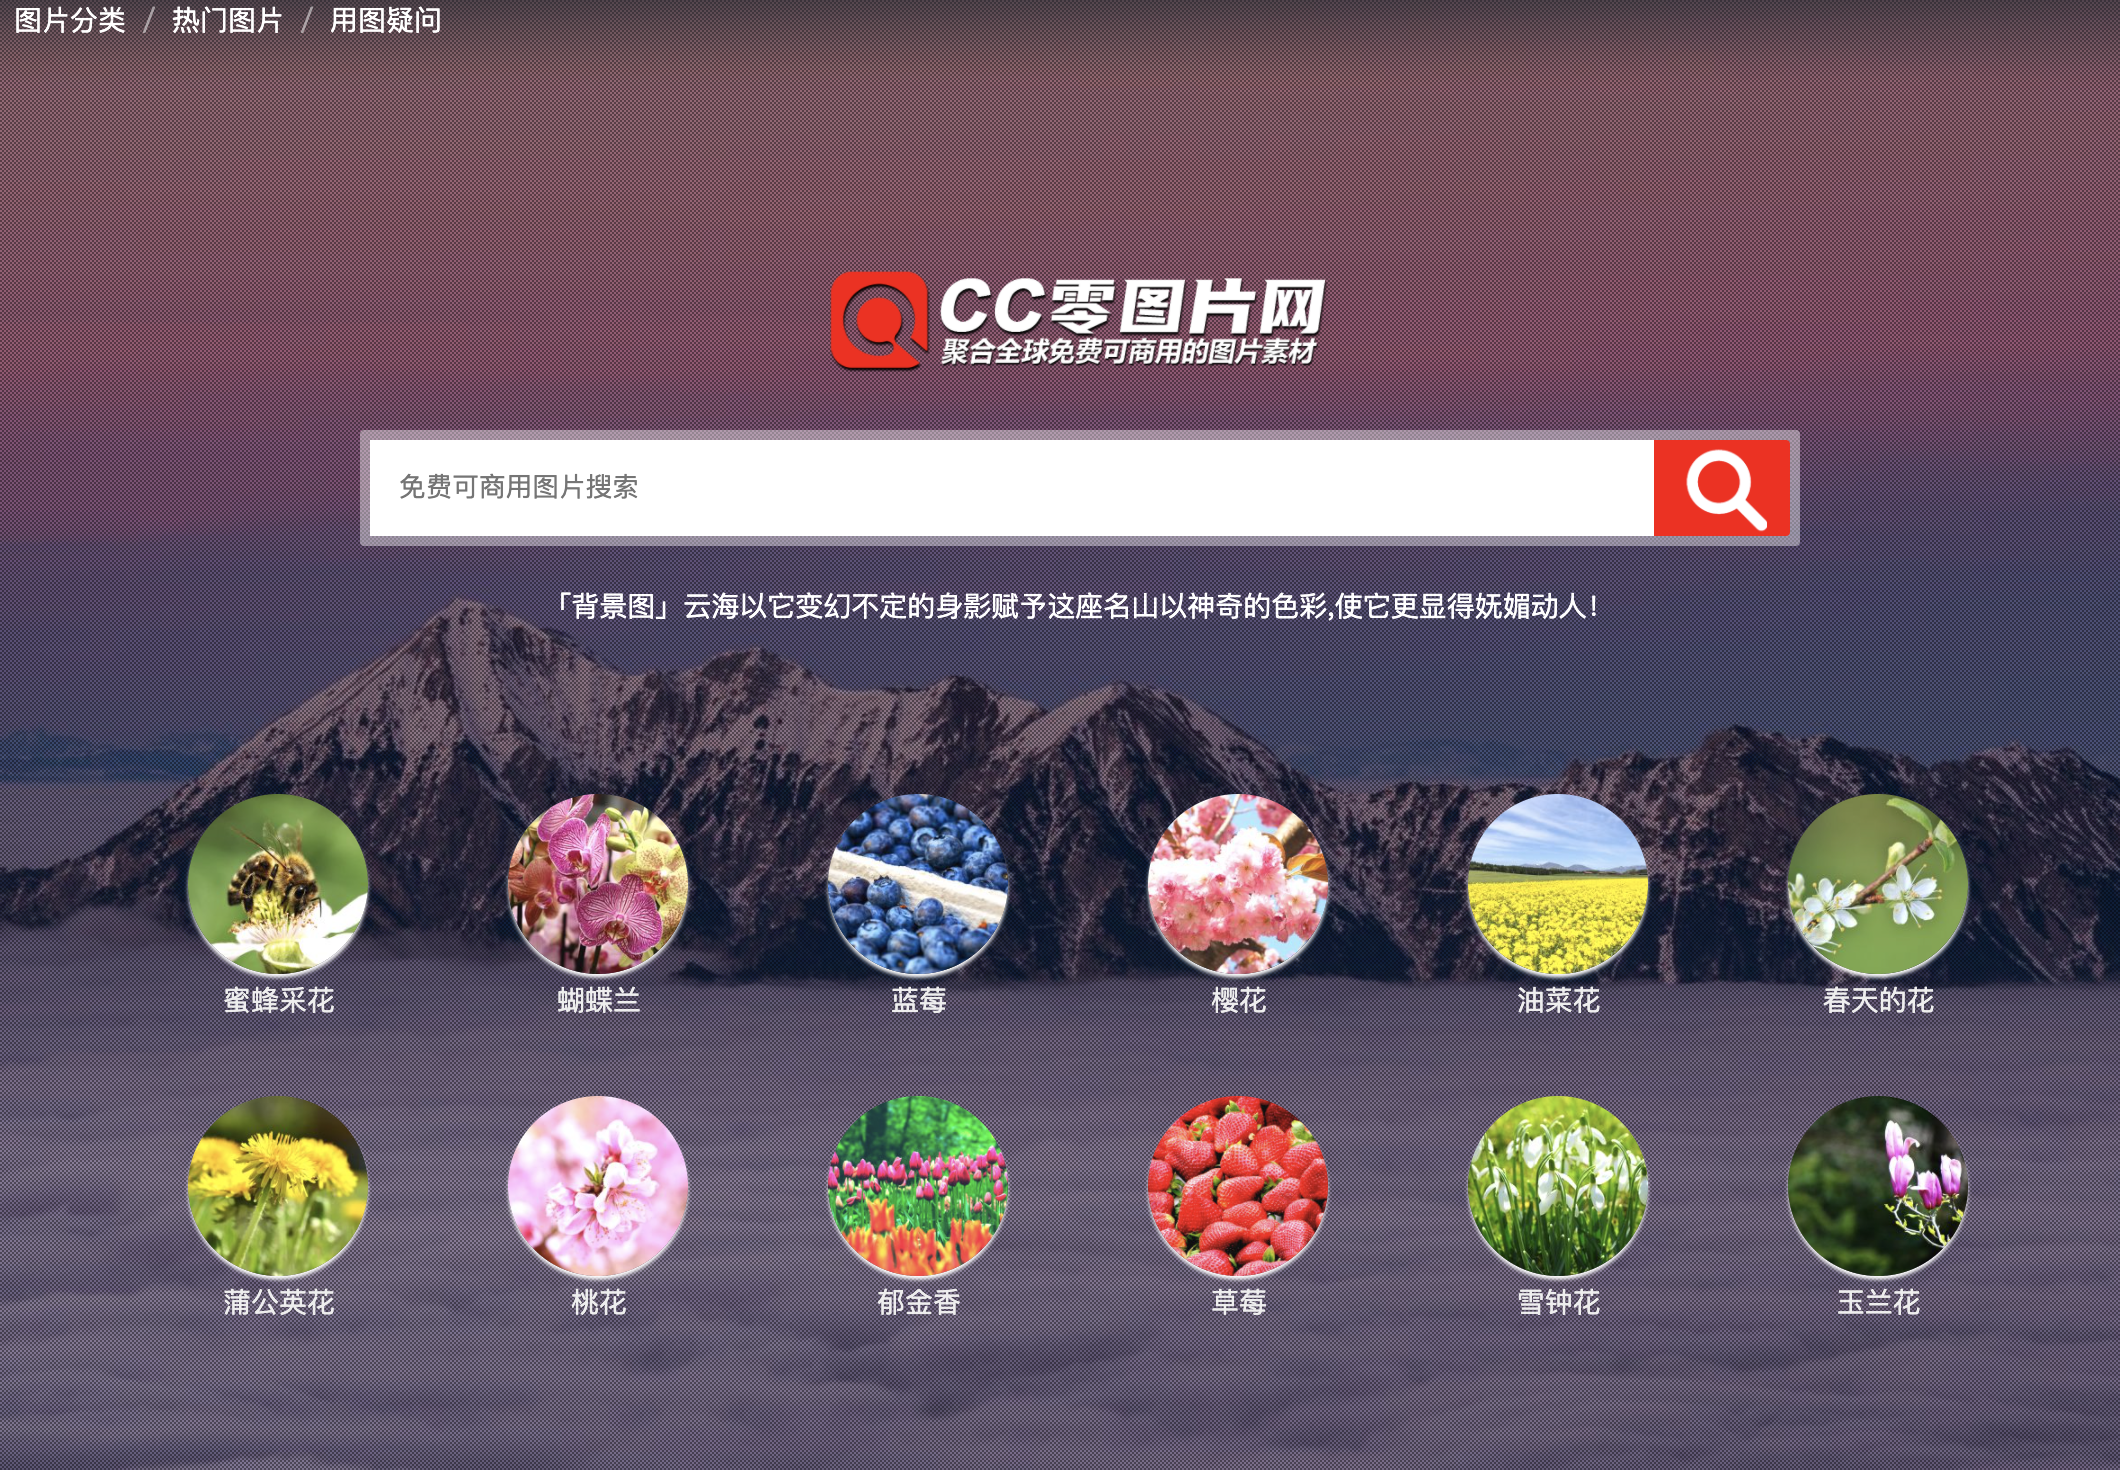 图片分类 / 热门图片 / 用图疑问
CC零图片网
聚合全球免费可商用的图片素材
免费可商用图片搜索
「背景图」云海以它变幻不定的身影赋予这座名山以神奇的色彩,使它更显得妩媚动人!
蜜蜂采花
蝴蝶兰
蓝莓
樱花
油菜花
春天的花
蒲公英花
桃花
郁金香
草莓
雪钟花
玉兰花